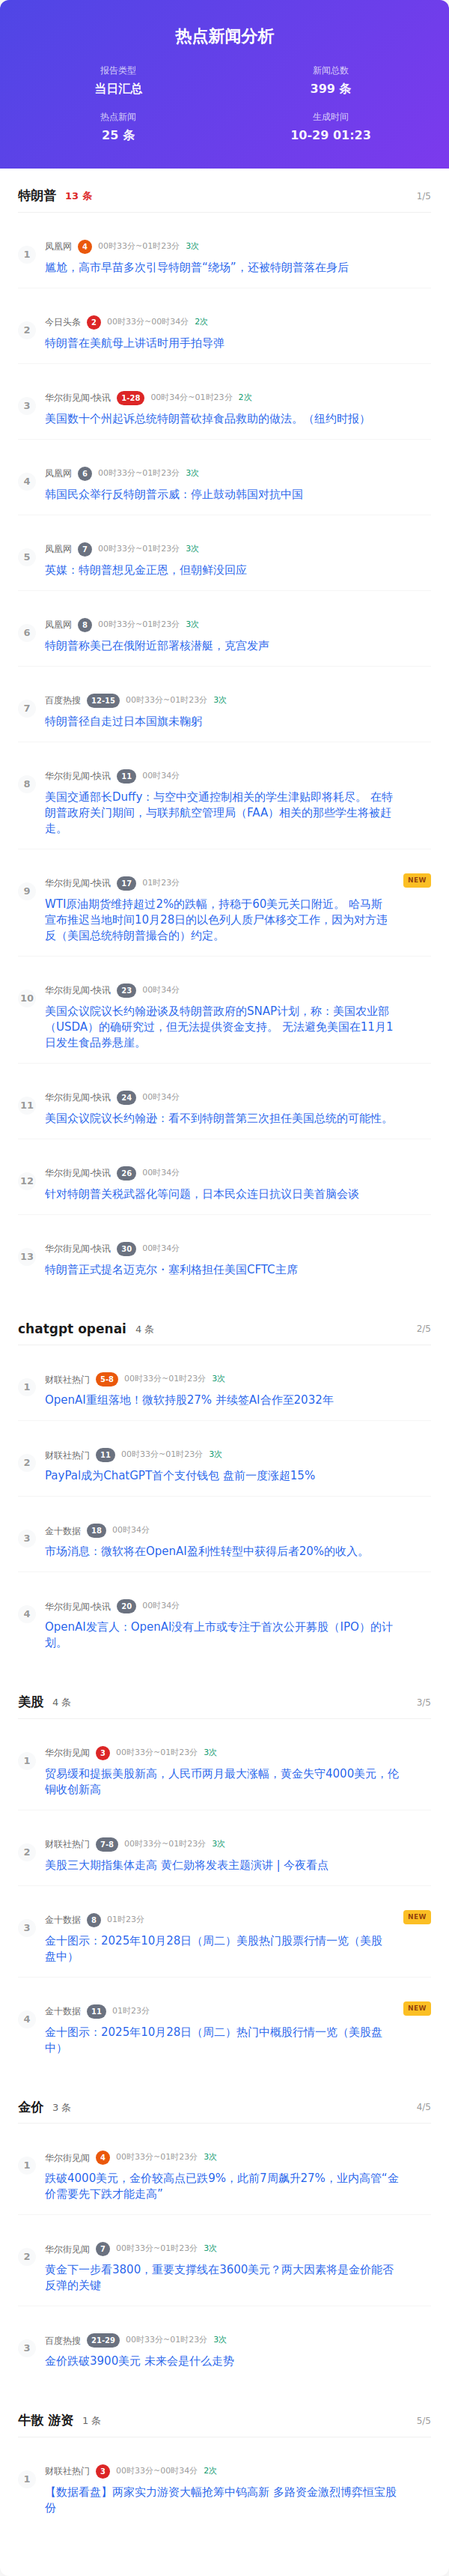 热点新闻分析
报告类型
新闻总数
当日汇总
399 条
热点新闻
生成时间
25 条
10-29 01:23
特朗普 13 条 1/5
1 凤凰网 4 00时33分~01时23分 3次
尴尬，高市早苗多次引导特朗普“绕场”，还被特朗普落在身后
2 今日头条 2 00时33分~00时34分 2次
特朗普在美航母上讲话时用手拍导弹
3 华尔街见闻-快讯 1-28 00时34分~01时23分 2次
美国数十个州起诉总统特朗普砍掉食品救助的做法。（纽约时报）
4 凤凰网 6 00时33分~01时23分 3次
韩国民众举行反特朗普示威：停止鼓动韩国对抗中国
5 凤凰网 7 00时33分~01时23分 3次
英媒：特朗普想见金正恩，但朝鲜没回应
6 凤凰网 8 00时33分~01时23分 3次
特朗普称美已在俄附近部署核潜艇，克宫发声
7 百度热搜 12-15 00时33分~01时23分 3次
特朗普径自走过日本国旗未鞠躬
8 华尔街见闻-快讯 11 00时34分
美国交通部长Duffy：与空中交通控制相关的学生津贴即将耗尽。 在特
朗普政府关门期间，与联邦航空管理局（FAA）相关的那些学生将被赶
走。
9 华尔街见闻-快讯 17 01时23分 NEW
WTI原油期货维持超过2%的跌幅，持稳于60美元关口附近。 哈马斯
宣布推迟当地时间10月28日的以色列人质尸体移交工作，因为对方违
反（美国总统特朗普撮合的）约定。
10 华尔街见闻-快讯 23 00时34分
美国众议院议长约翰逊谈及特朗普政府的SNAP计划，称：美国农业部
（USDA）的确研究过，但无法提供资金支持。 无法避免美国在11月1
日发生食品券悬崖。
11 华尔街见闻-快讯 24 00时34分
美国众议院议长约翰逊：看不到特朗普第三次担任美国总统的可能性。
12 华尔街见闻-快讯 26 00时34分
针对特朗普关税武器化等问题，日本民众连日抗议日美首脑会谈
13 华尔街见闻-快讯 30 00时34分
特朗普正式提名迈克尔・塞利格担任美国CFTC主席
chatgpt openai 4 条 2/5
1 财联社热门 5-8 00时33分~01时23分 3次
OpenAI重组落地！微软持股27% 并续签AI合作至2032年
2 财联社热门 11 00时33分~01时23分 3次
PayPal成为ChatGPT首个支付钱包 盘前一度涨超15%
3 金十数据 18 00时34分
市场消息：微软将在OpenAI盈利性转型中获得后者20%的收入。
4 华尔街见闻-快讯 20 00时34分
OpenAI发言人：OpenAI没有上市或专注于首次公开募股（IPO）的计
划。
美股 4 条 3/5
1 华尔街见闻 3 00时33分~01时23分 3次
贸易缓和提振美股新高，人民币两月最大涨幅，黄金失守4000美元，伦
铜收创新高
2 财联社热门 7-8 00时33分~01时23分 3次
美股三大期指集体走高 黄仁勋将发表主题演讲 | 今夜看点
3 金十数据 8 01时23分 NEW
金十图示：2025年10月28日（周二）美股热门股票行情一览（美股
盘中）
4 金十数据 11 01时23分 NEW
金十图示：2025年10月28日（周二）热门中概股行情一览（美股盘
中）
金价 3 条 4/5
1 华尔街见闻 4 00时33分~01时23分 3次
跌破4000美元，金价较高点已跌9%，此前7周飙升27%，业内高管“金
价需要先下跌才能走高”
2 华尔街见闻 7 00时33分~01时23分 3次
黄金下一步看3800，重要支撑线在3600美元？两大因素将是金价能否
反弹的关键
3 百度热搜 21-29 00时33分~01时23分 3次
金价跌破3900美元 未来会是什么走势
牛散 游资 1 条 5/5
1 财联社热门 3 00时33分~00时34分 2次
【数据看盘】两家实力游资大幅抢筹中钨高新 多路资金激烈博弈恒宝股
份